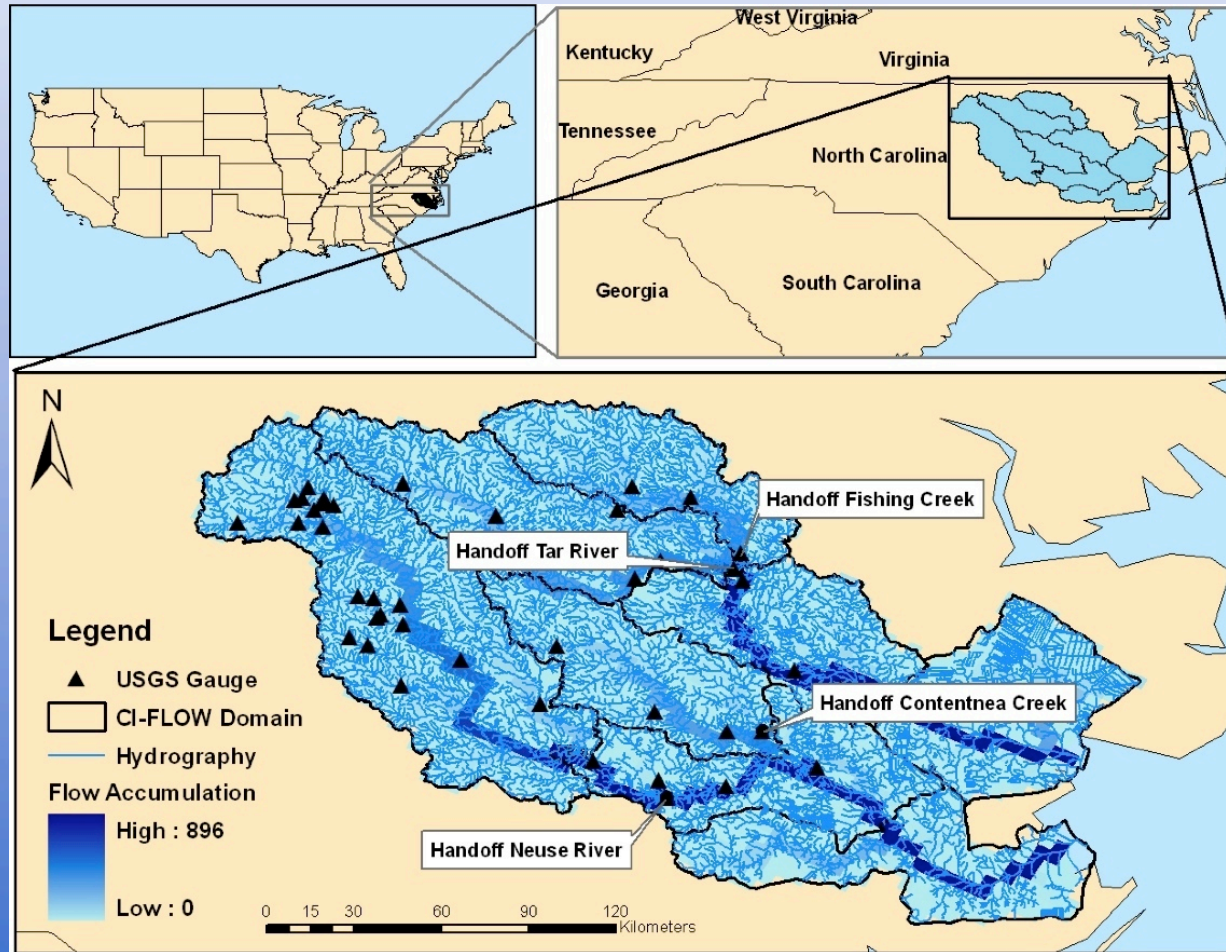 West Virginia
Kentucky
Virginia
Tennessee
North Carolina
Georgia
South Carolina
N
Handoff Fishing Creek
Handoff Tar River
Legend
USGS Gauge
CI-FLOW Domain
Hydrography
Handoff Contentnea Creek
Flow Accumulation
High : 896
Low : 0
Handoff Neuse River
0 15 30 60 90 120
Kilometers